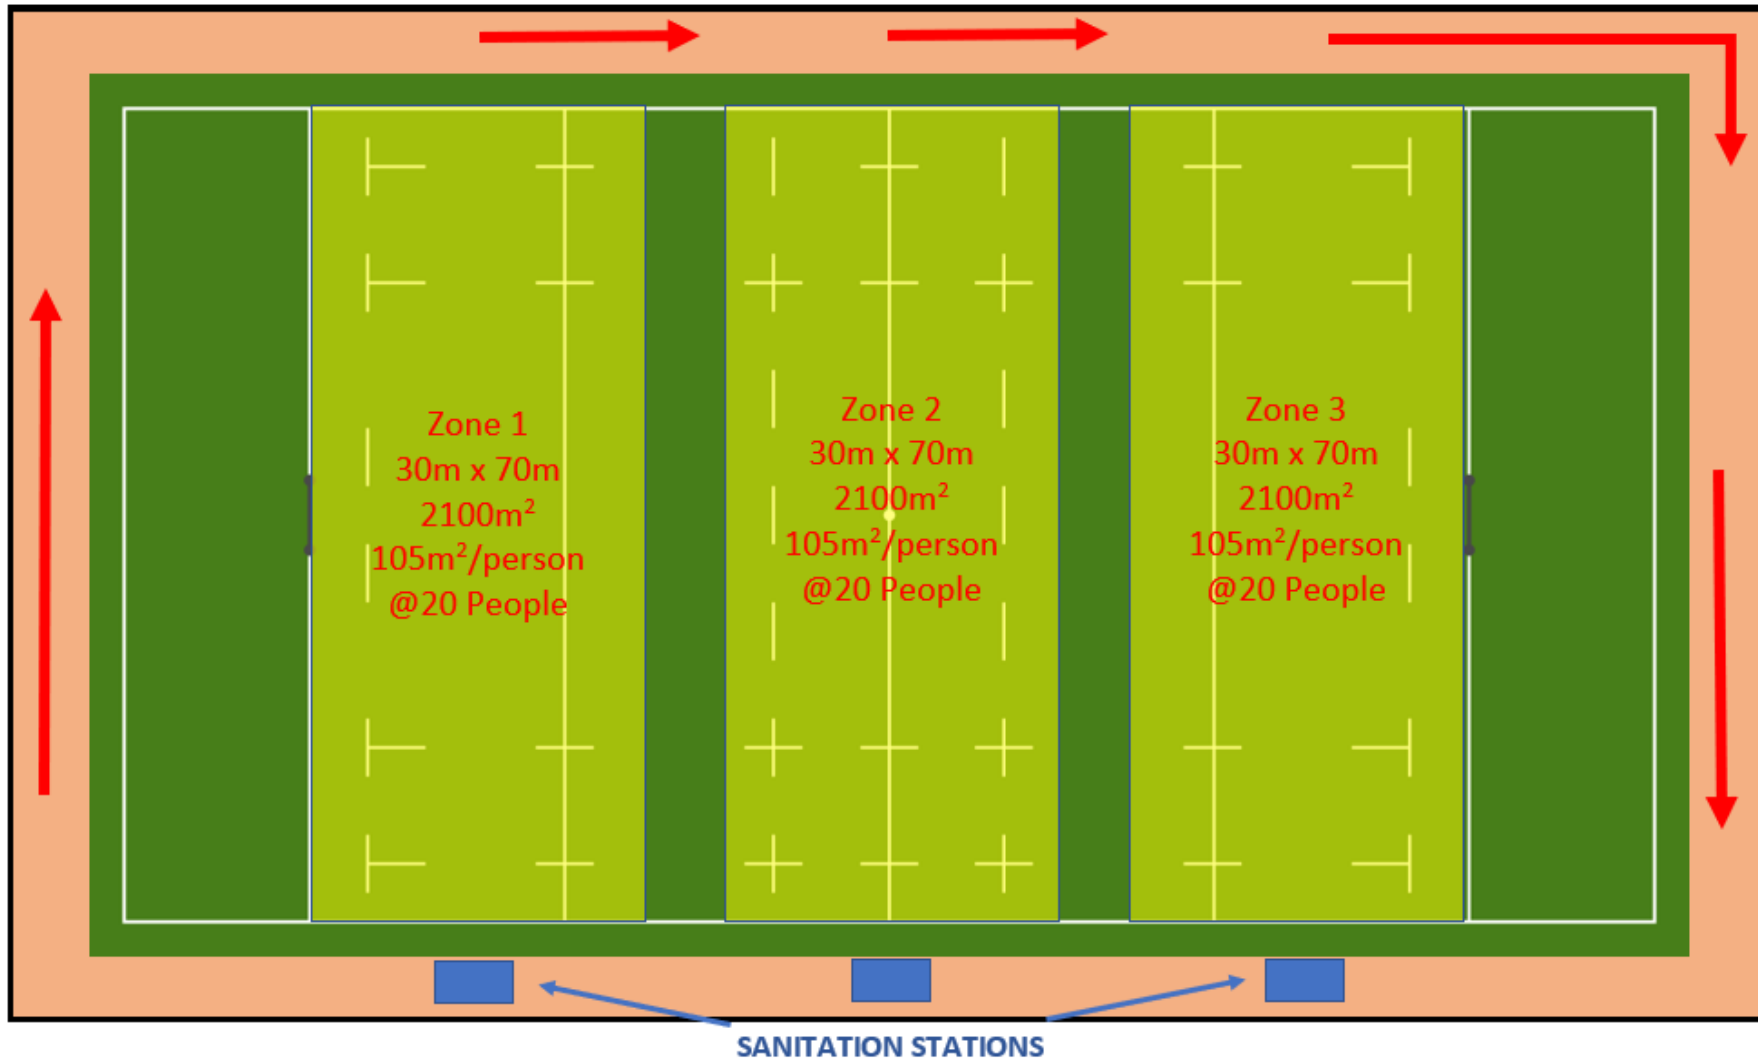 Zone 1
30m x 70m
2100m²
105m²/person
@20 People
Zone 2
30m x 70m
2100m²
105m²/person
@20 People
Zone 3
30m x 70m
2100m²
105m²/person
@20 People
SANITATION STATIONS